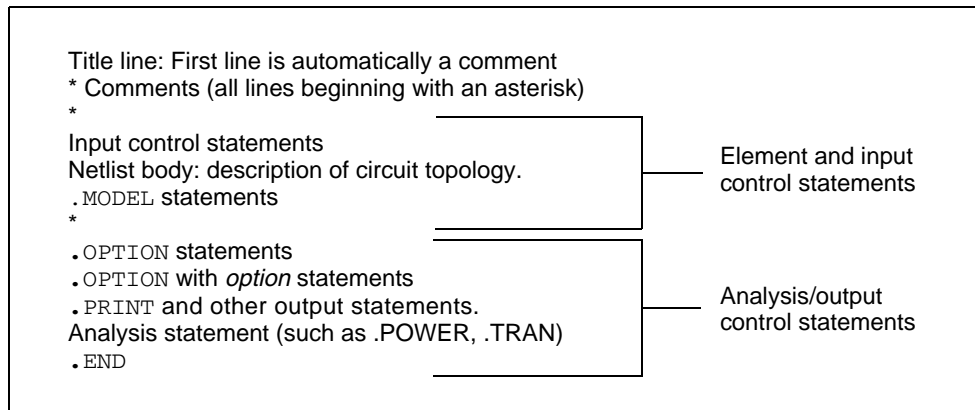 Title line: First line is automatically a comment
* Comments (all lines beginning with an asterisk)
*
Input control statements
Netlist body: description of circuit topology.
.MODEL statements
*
Element and input
control statements
.OPTION statements
.OPTION with option statements
.PRINT and other output statements.
Analysis statement (such as .POWER, .TRAN)
.END
Analysis/output
control statements